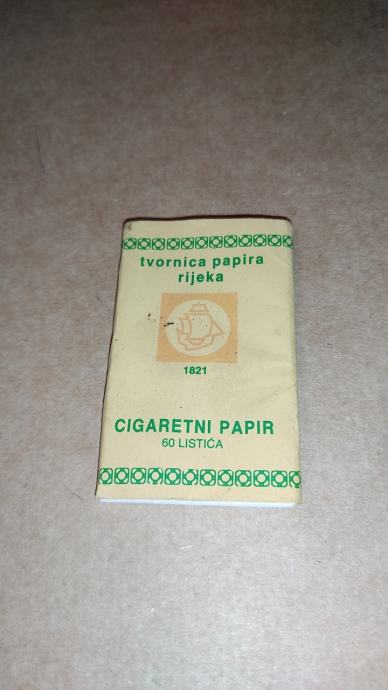 tvornica papira
rijeka
1821
CIGARETNI PAPIR
60 LISTIĆA